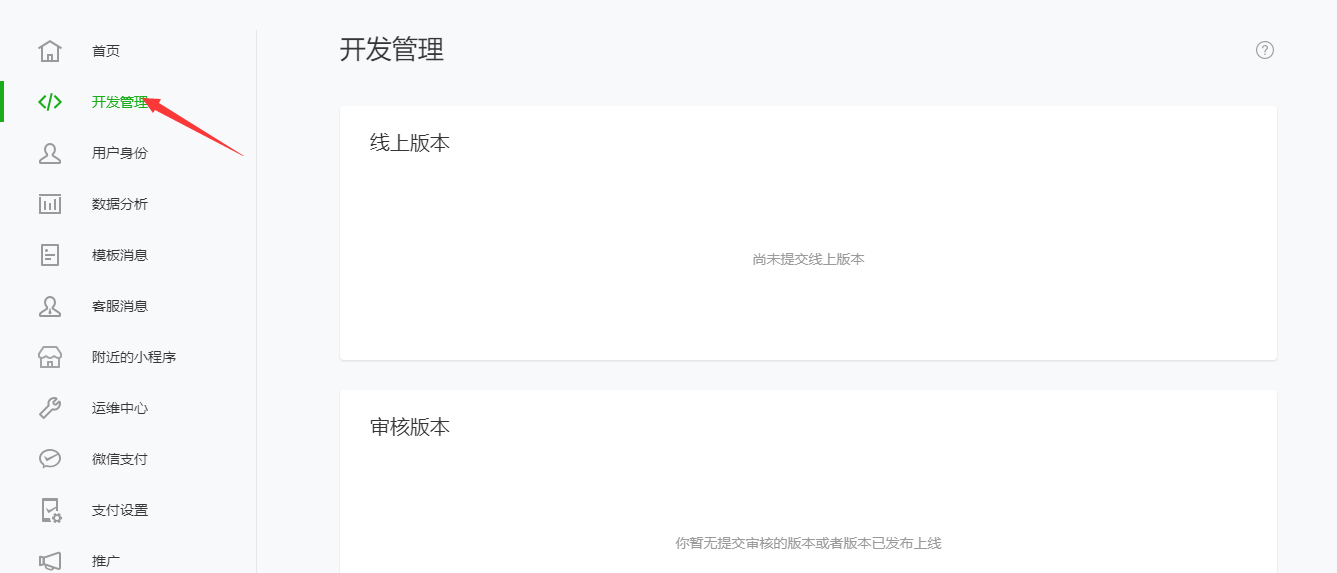 首页
开发管理
用户身份
数据分析
模板消息
客服消息
附近的小程序
运维中心
微信支付
支付设置
推广
开发管理
?
线上版本
尚未提交线上版本
审核版本
你暂无提交审核的版本或者版本已发布上线